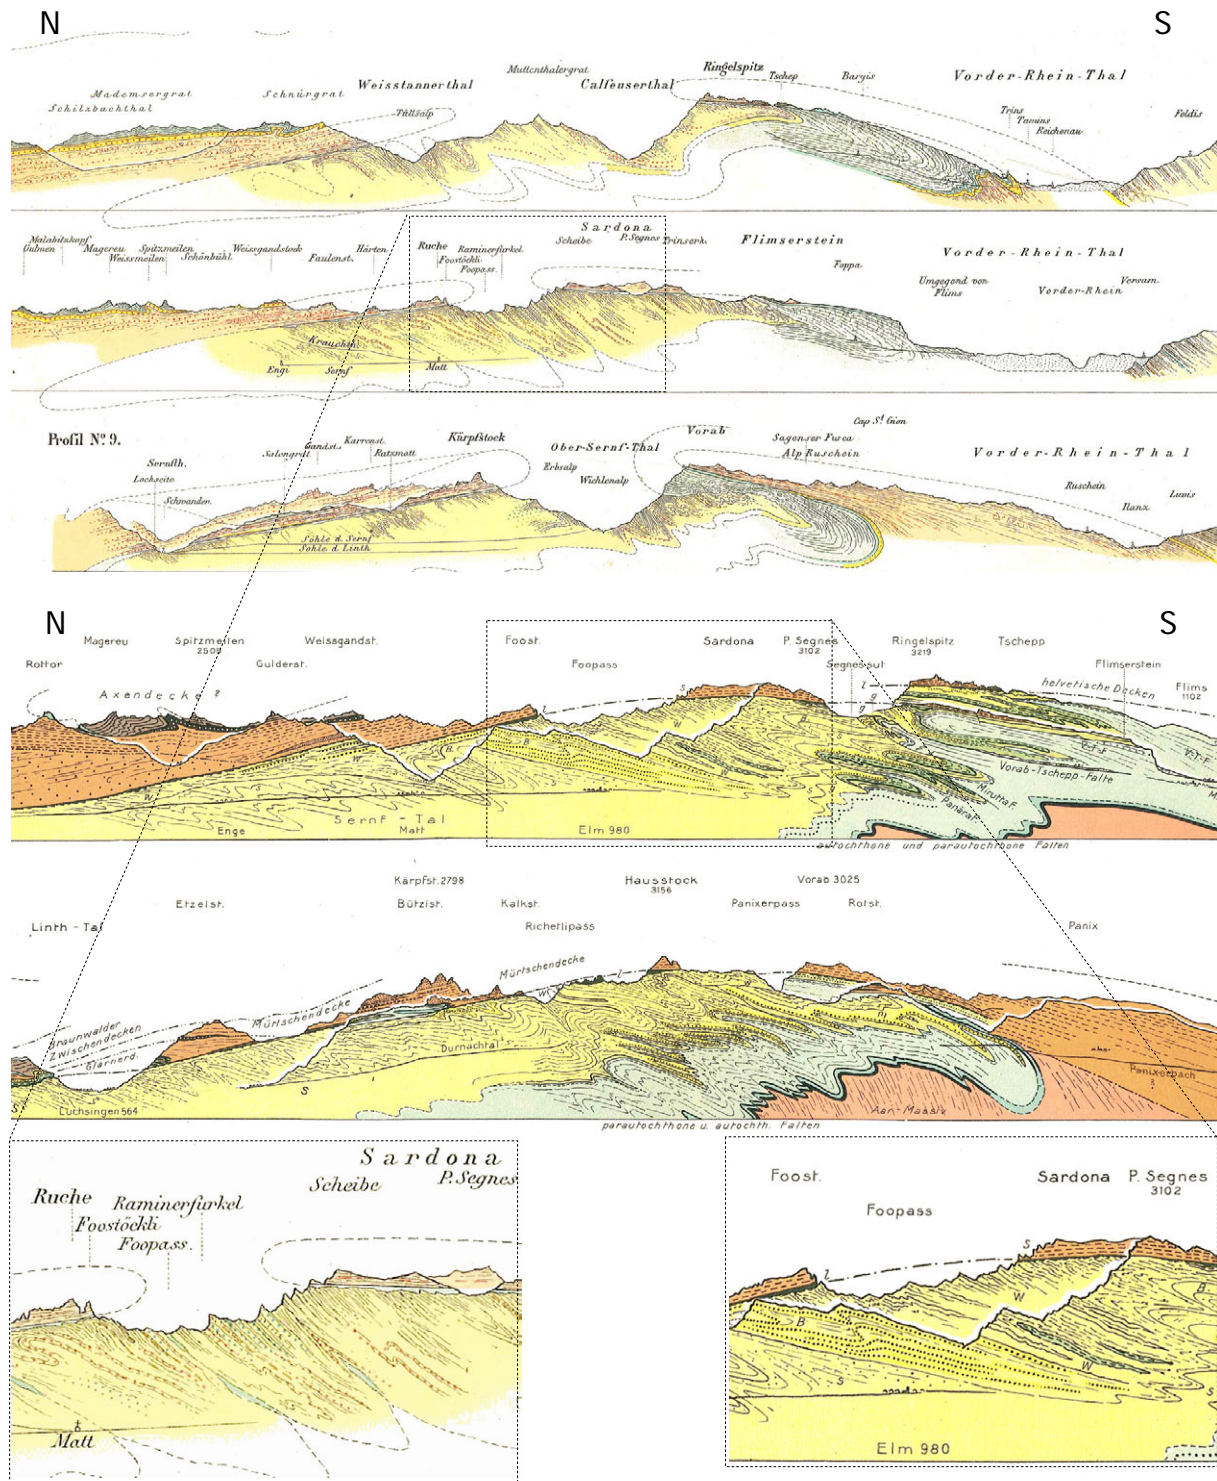 N S
Ringelspitz
Tschep Bargis
Muttenthalergrat
Weisstannerthal Calfeuserthal Vorder-Rhein-Thal
Mademsergrat Schnürgrat
Schilzbachthal
Trins
Tamins
Reichenau
Feldis
Sardona
Scheibe P. Segnes Trinserh.
Malabitzkopf
Gulmen Magereu Spitzmeilen Weissgandstock Härten
Weissmeilen Schönbühl Faulenst.
Ruche Raminerfurkel
Foostöckli
Foopass
Flimserstein Vorder-Rhein-Thal
Foppa
Umgegend von
Flims Vorder-Rhein Versam
Krauchth.
Engi Sernf Matt
Profil No. 9.
Cap St. Gion
Kärpfstock Vorab Sagenser Furca
Karrenst.
Gandst. Ratzmatt
Salengrat
Ober-Sernf-Thal Alp Ruschein Vorder-Rhein-Thal
Sernfth.
Lochseite Erbsalp
Schwanden Wichlenalp
Ruschein
Ilanz Luvis
Sohle d. Sernf
Sohle d. Linth
N S
Magereu Spitzmeilen Weissgandst. Foost. Sardona P. Segnes Ringelspitz Tschepp
2505 3102 3219
Rottor Gulderst. Foopass Segnes sut Flimserstein
Axendecke ?
helvetische Decken Flims
1102
Vorab-Tschepp-Falte
V-T-F
V-T-F
MiruttaF
PanäraF
Sernf - Tal
Enge Matt Elm 980
autochthone und parautochthone Falten
Kärpfst. 2798 Hausstock Vorab 3025
3156
Etzelst. Bützist. Kalkst. Panixerpass Rotst.
Linth - Tal Richetlipass Panix
Mürtschendecke
Mürtschendecke
Braunwalder
Zwischendecken
Glarnerd.
Durnachtal
Panixerbach
?
Luchsingen 564 Aar-Massiv
parautochthone u. autochth. Falten
Sardona
Scheibe P. Segnes
Ruche Raminerfurkel
Foostöckli
Foopass.
Matt
Foost. Sardona P. Segnes
3102
Foopass
S
l
W
B
B
W
S
S
Elm 980